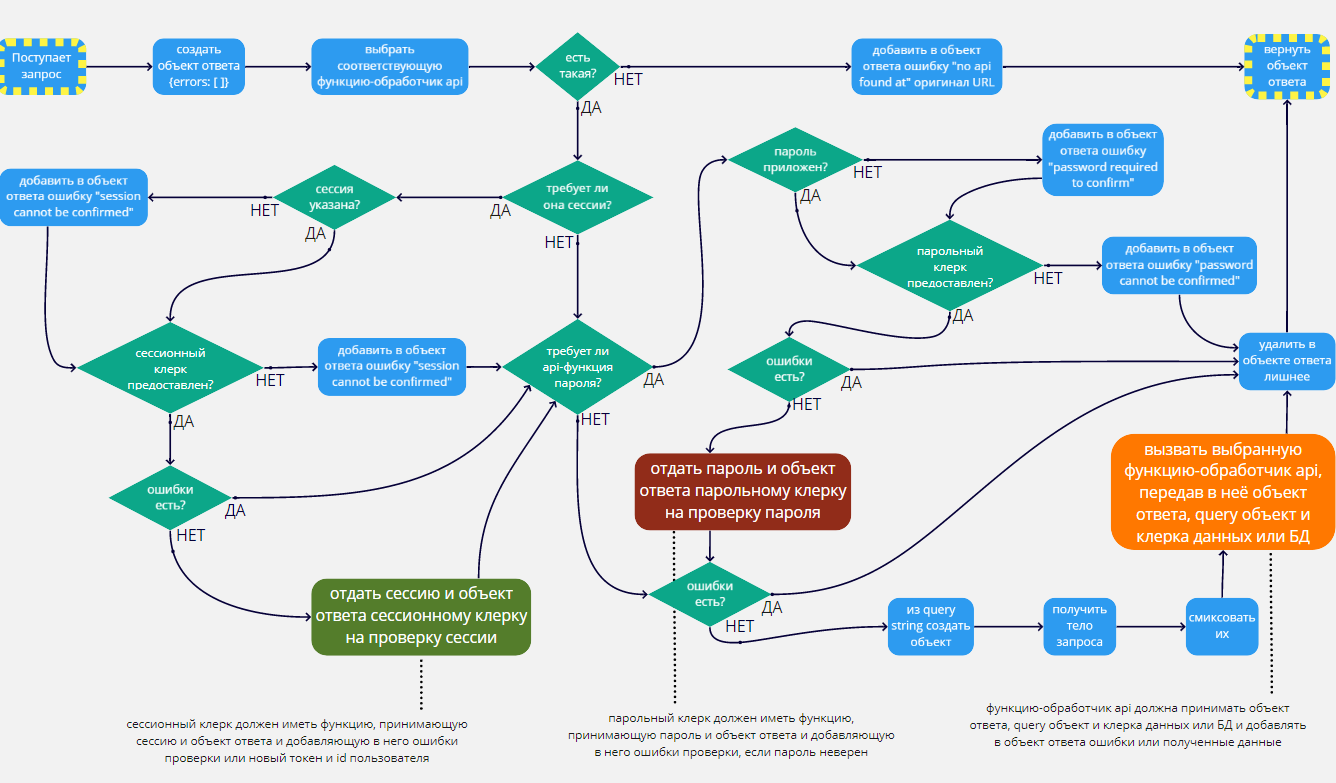 Поступает
запрос
создать
объект ответа
{errors: [ ]}
выбрать
соответствующую
функцию-обработчик api
есть
такая?
НЕТ
ДА
добавить в объект
ответа ошибку "no api
found at" оригинал URL
вернуть
объект
ответа
добавить в объект
ответа ошибку "session
cannot be confirmed"
НЕТ
сессия
указана?
ДА
требует ли
она сессии?
ДА
НЕТ
пароль
приложен?
НЕТ
ДА
добавить в объект
ответа ошибку
"password required
to confirm"
парольный
клерк
предоставлен?
НЕТ
ДА
добавить в объект
ответа ошибку "password
cannot be confirmed"
сессионный
клерк
предоставлен?
НЕТ
ДА
добавить в объект
ответа ошибку "session
cannot be confirmed"
требует ли
api-функция
пароля?
ДА
НЕТ
ошибки
есть?
ДА
НЕТ
удалить в
объекте ответа
лишнее
ошибки
есть?
ДА
НЕТ
отдать пароль и объект
ответа парольному клерку
на проверку пароля
вызвать выбранную
функцию-обработчик api,
передав в неё объект
ответа, query объект и
клерка данных или БД
отдать сессию и объект
ответа сессионному клерку
на проверку сессии
ошибки
есть?
ДА
НЕТ
из query
string создать
объект
получить
тело
запроса
смиксовать
их
сессионный клерк должен иметь функцию, принимающую
сессию и объект ответа и добавляющую в него ошибки
проверки или новый токен и id пользователя
парольный клерк должен иметь функцию,
принимающую пароль и объект ответа и добавляющую
в него ошибки проверки, если пароль неверен
функцию-обработчик api должна принимать объект
ответа, query объект и клерка данных или БД и добавлять
в объект ответа ошибки или полученные данные